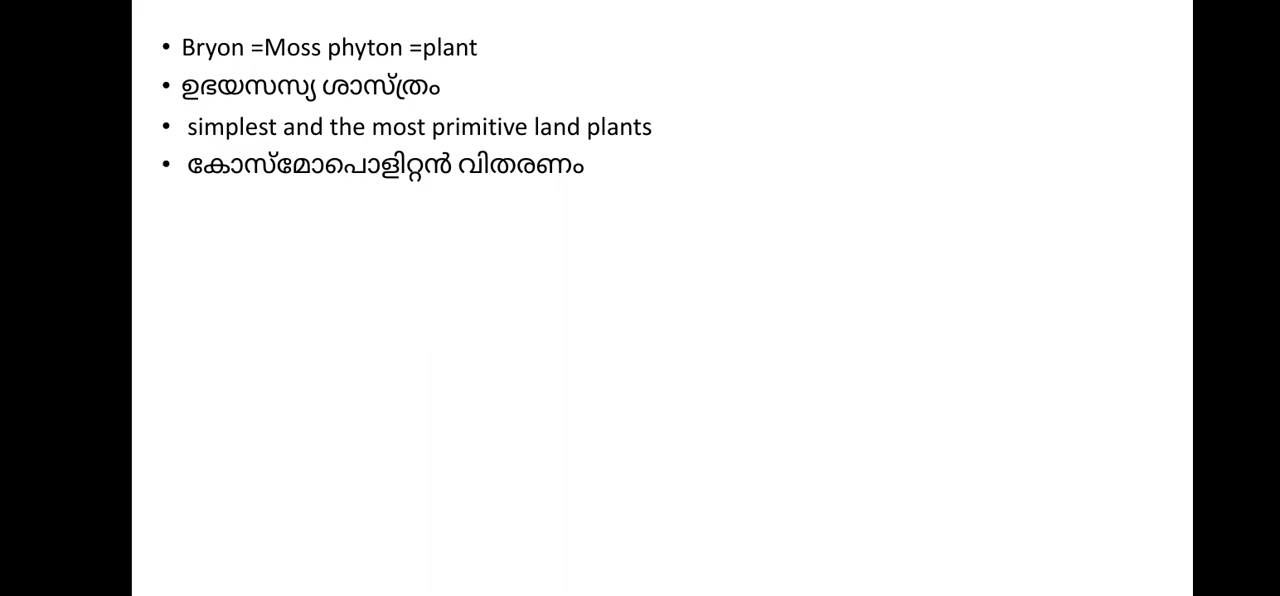 • Bryon =Moss phyton =plant
• ഉഭയസസ്യ ശാസ്ത്രം
• simplest and the most primitive land plants
• കോസ്മോപൊളിറ്റൻ വിതരണം